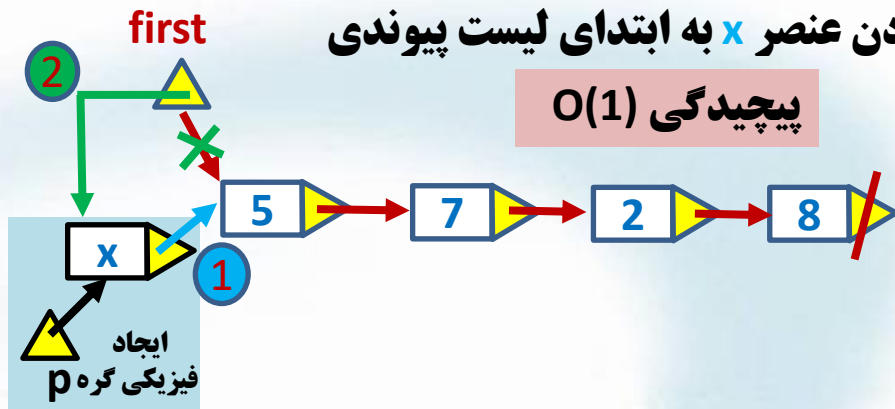 دن عنصر x به ابتدای لیست پیوندی
first
پیچیدگی O(1)
2
5
7
2
8
x
1
ایجاد
فیزیکی گره p